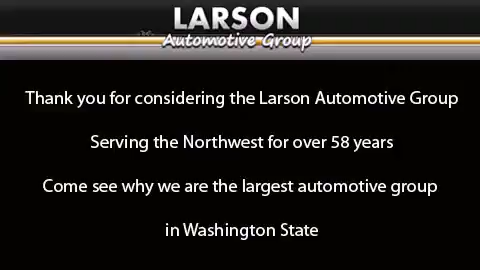 LARSON
Automotive Group
Thank you for considering the Larson Automotive Group
Serving the Northwest for over 58 years
Come see why we are the largest automotive group
in Washington State